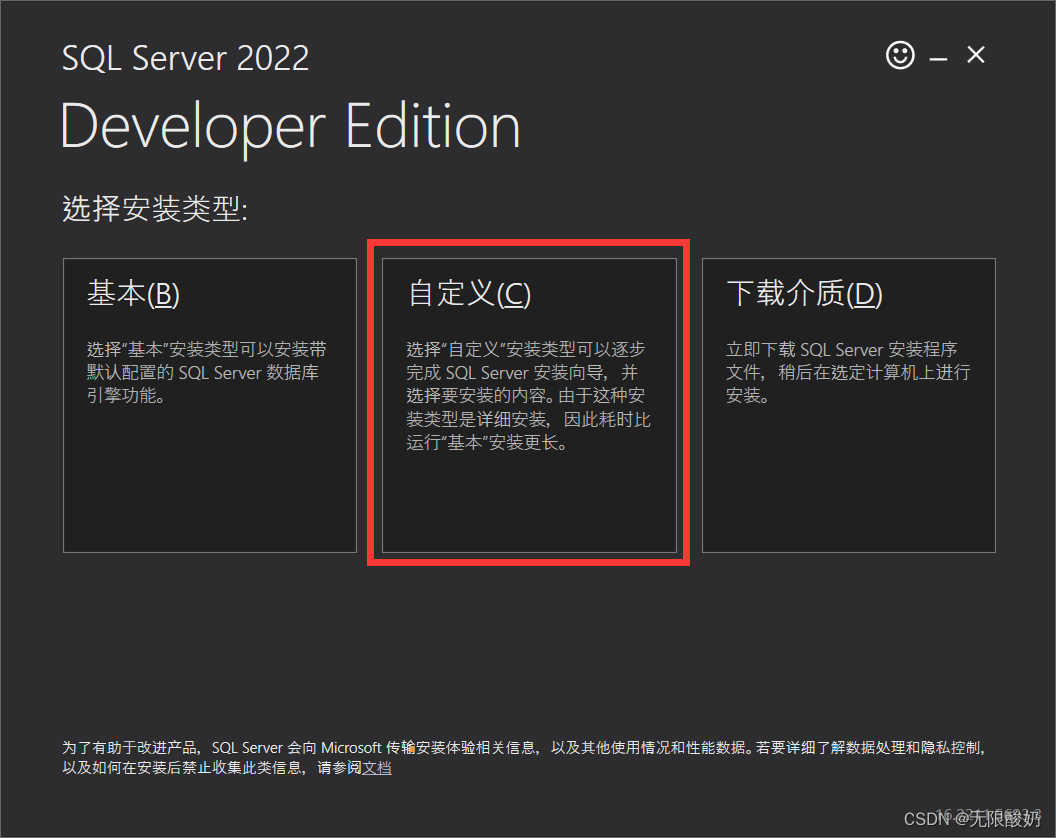 SQL Server 2022
Developer Edition
选择安装类型:
基本(B)
选择“基本”安装类型可以安装带
默认配置的 SQL Server 数据库
引擎功能。
自定义(C)
选择“自定义”安装类型可以逐步
完成 SQL Server 安装向导，并
选择要安装的内容。由于这种安
装类型是详细安装，因此耗时比
运行“基本”安装更长。
下载介质(D)
立即下载 SQL Server 安装程序
文件，稍后在选定计算机上进行
安装。
为了有助于改进产品，SQL Server 会向 Microsoft 传输安装体验相关信息，以及其他使用情况和性能数据。若要详细了解数据处理和隐私控制，
以及如何在安装后禁止收集此类信息，请参阅文档
CSDN @无限酸奶